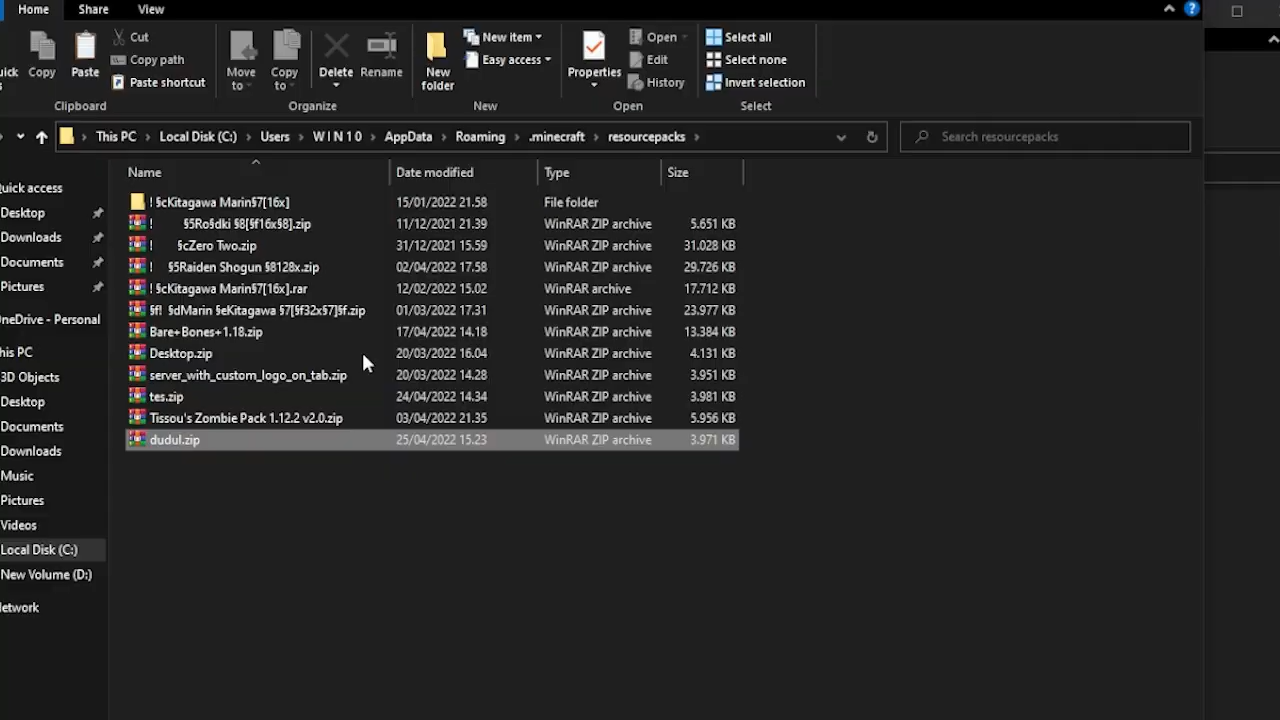 Home Share View
Cut
Copy path
Paste shortcut
Copy Paste
Clipboard
Move to Copy to Delete Rename
Organize
New item
Easy access
New folder
New
Properties
Open
Edit
History
Open
Select all
Select none
Invert selection
Select
This PC Local Disk (C:) Users W I N 1 0 AppData Roaming .minecraft resourcepacks
Search resourcepacks
Name Date modified Type Size
! §cKitagawa Marin§7[16x] 15/01/2022 21.58 File folder
! §5Ro§dki §8[§f16x§8].zip 11/12/2021 21.39 WinRAR ZIP archive 5.651 KB
! §cZero Two.zip 31/12/2021 15.59 WinRAR ZIP archive 31.028 KB
! §5Raiden Shogun §8128x.zip 02/04/2022 17.58 WinRAR ZIP archive 29.726 KB
! §cKitagawa Marin§7[16x].rar 12/02/2022 15.02 WinRAR archive 17.712 KB
§f! §dMarin §eKitagawa §7[§f32x§7]§f.zip 01/03/2022 17.31 WinRAR ZIP archive 23.977 KB
Bare+Bones+1.18.zip 17/04/2022 14.18 WinRAR ZIP archive 13.384 KB
Desktop.zip 20/03/2022 16.04 WinRAR ZIP archive 4.131 KB
server_with_custom_logo_on_tab.zip 20/03/2022 14.28 WinRAR ZIP archive 3.951 KB
tes.zip 24/04/2022 14.34 WinRAR ZIP archive 3.981 KB
Tissou's Zombie Pack 1.12.2 v2.0.zip 03/04/2022 21.35 WinRAR ZIP archive 5.956 KB
dudul.zip 25/04/2022 15.23 WinRAR ZIP archive 3.971 KB
uick access
Desktop
Downloads
Documents
Pictures
neDrive - Personal
his PC
3D Objects
Desktop
Documents
Downloads
Music
Pictures
Videos
Local Disk (C:)
New Volume (D:)
etwork